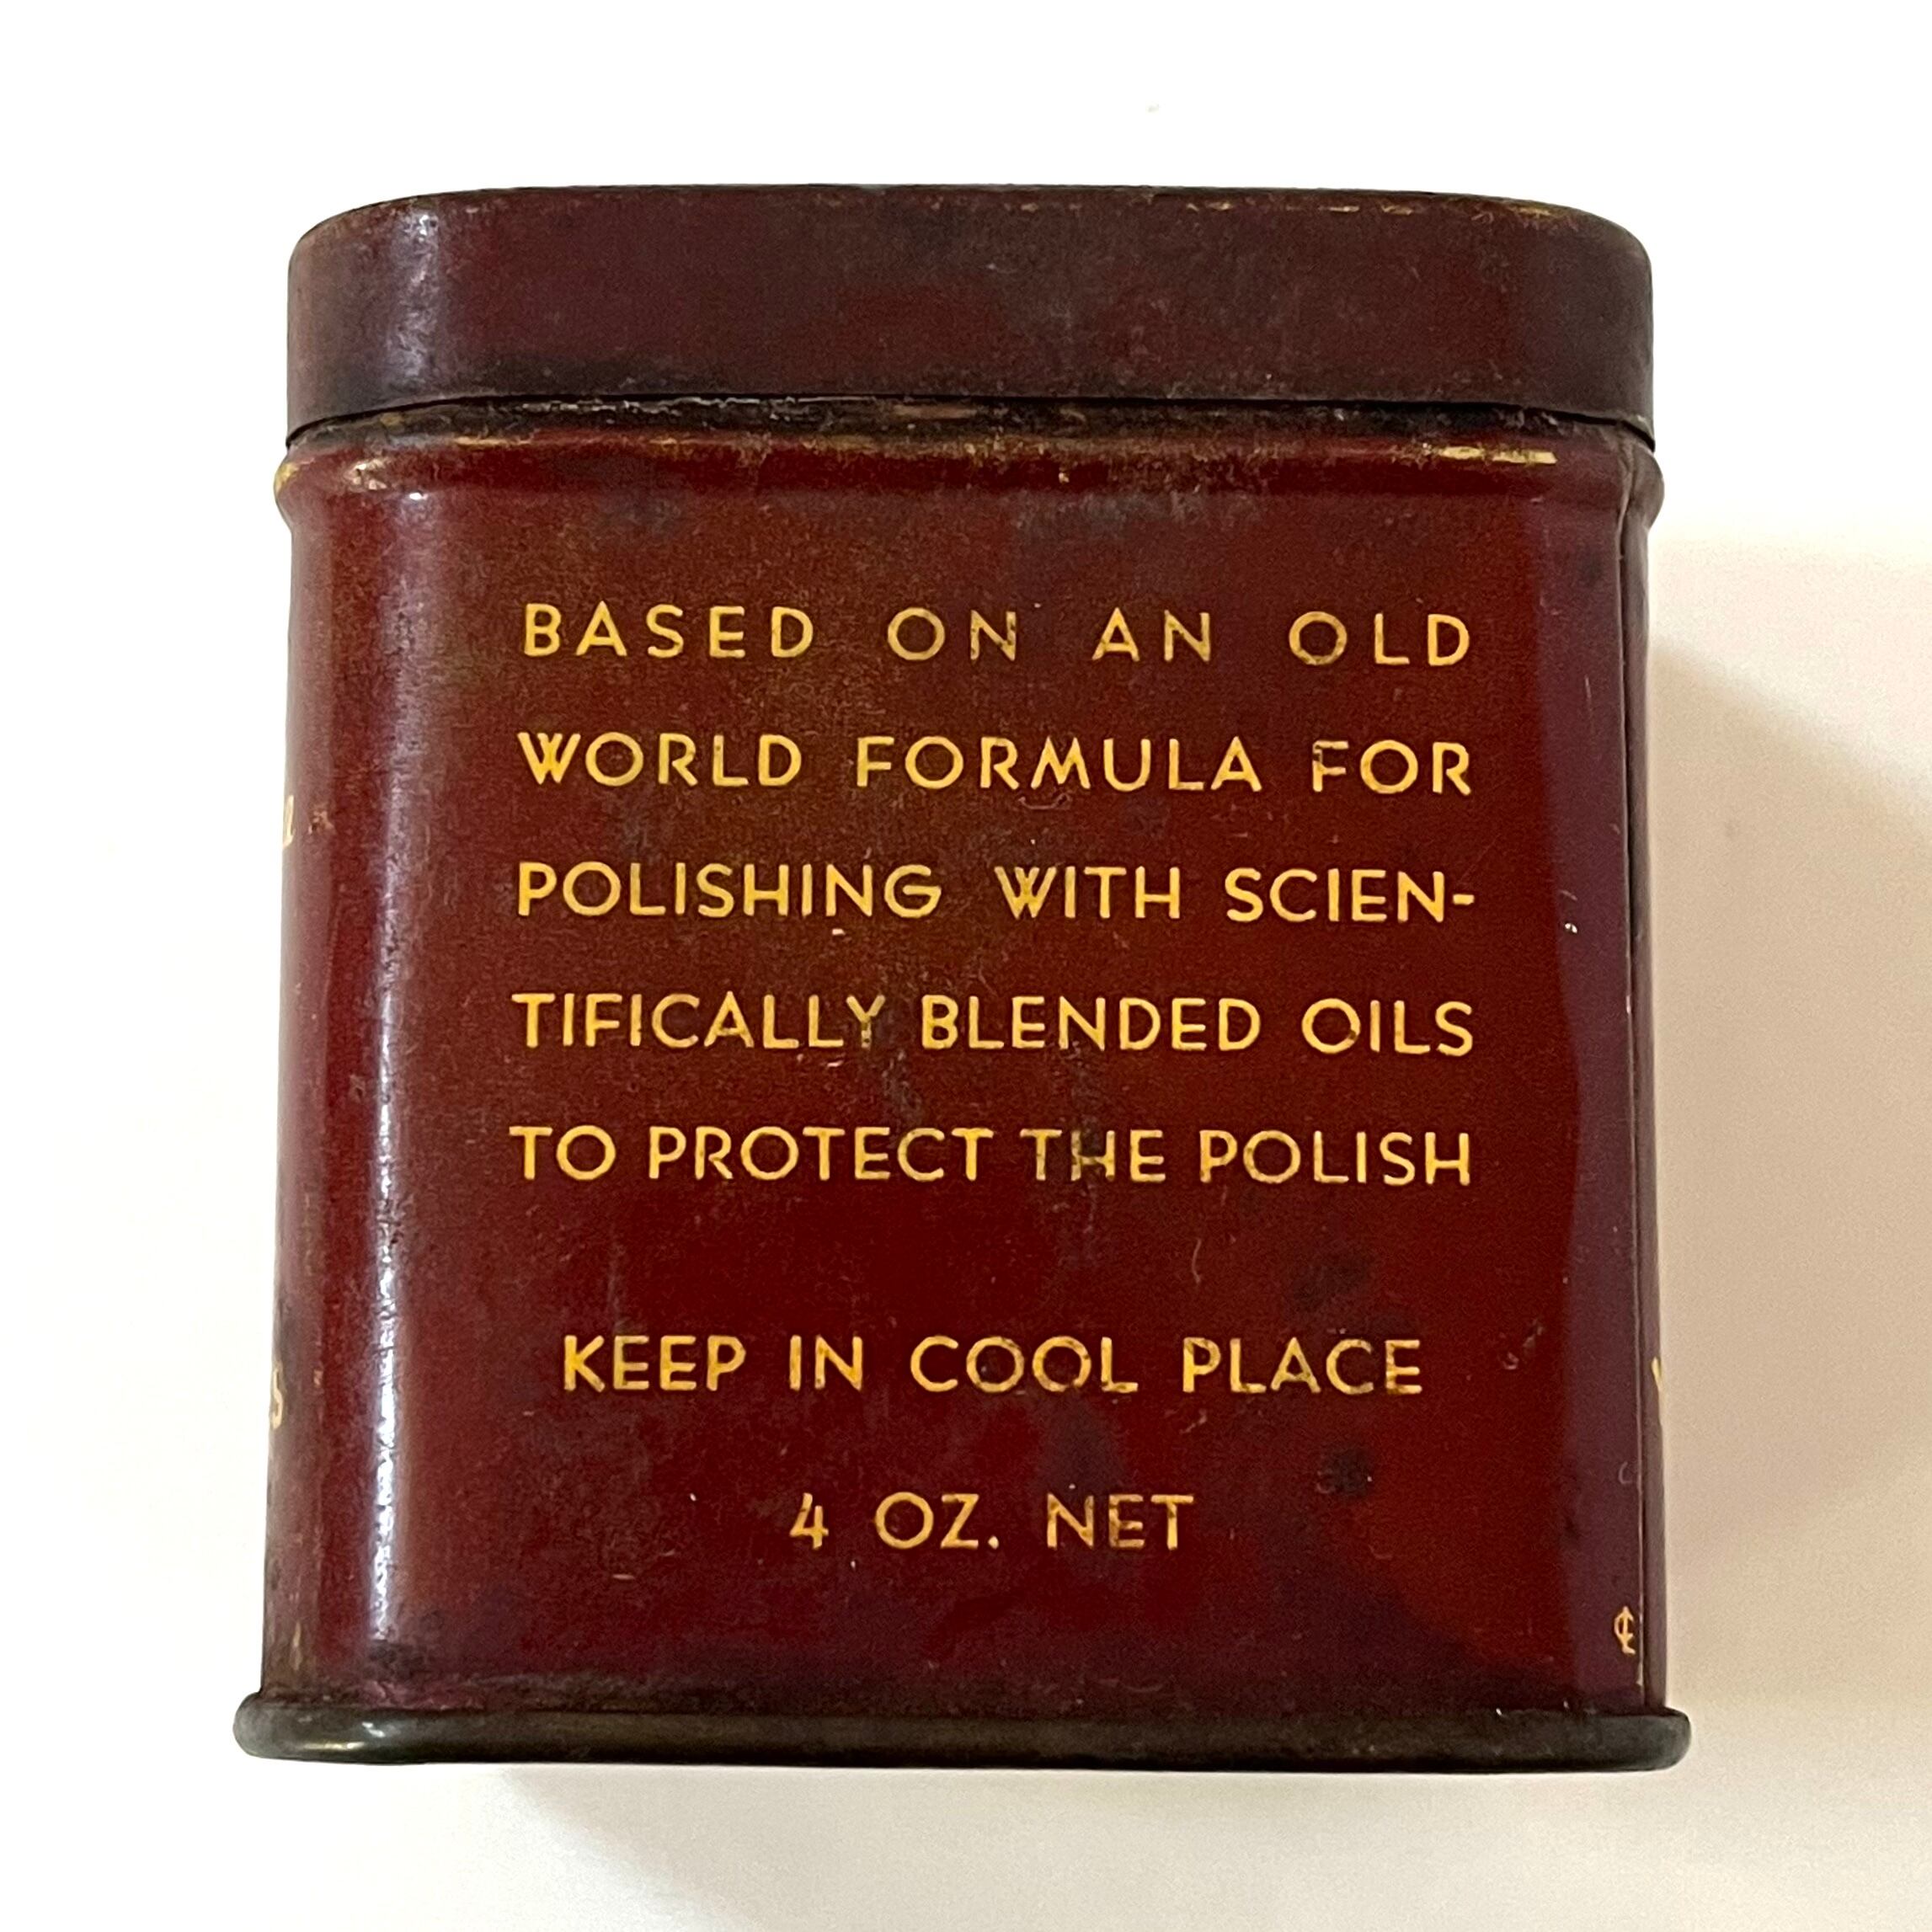 BASED ON AN OLD
WORLD FORMULA FOR
POLISHING WITH SCIEN-
TIFICALLY BLENDED OILS
TO PROTECT THE POLISH
KEEP IN COOL PLACE
4 OZ. NET